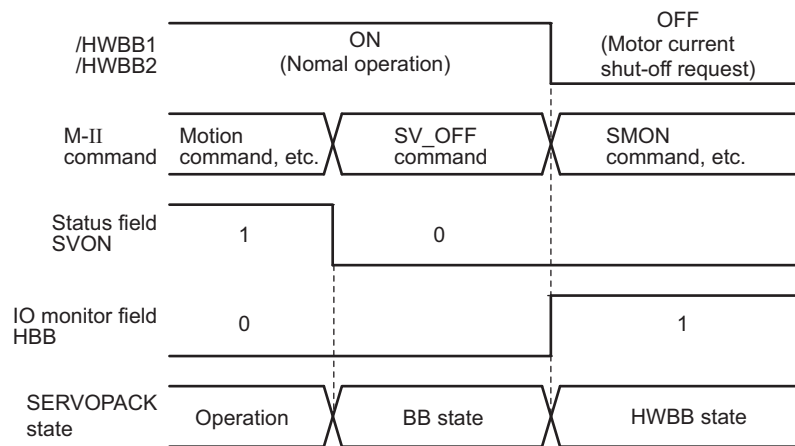 /HWBB1
/HWBB2
ON
(Nomal operation)
OFF
(Motor current
shut-off request)
M-II
command
Motion
command, etc.
SV_OFF
command
SMON
command, etc.
Status field
SVON
1
0
IO monitor field
HBB
0
1
SERVOPACK
state
Operation
BB state
HWBB state